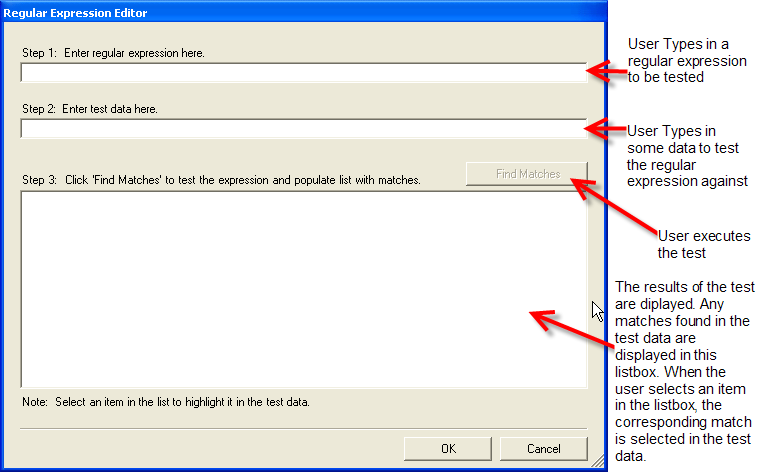 Regular Expression Editor
Step 1:  Enter regular expression here.
User Types in a
regular expression
to be tested
Step 2:  Enter test data here.
User Types in
some data to test
the regular
expression against
Step 3:  Click 'Find Matches' to test the expression and populate list with matches.
Find Matches
User executes
the test
The results of the test
are diplayed. Any
matches found in the
test data are
displayed in this
listbox. When the
user selects an item
in the listbox, the
corresponding match
is selected in the test
data.
Note:  Select an item in the list to highlight it in the test data.
OK
Cancel